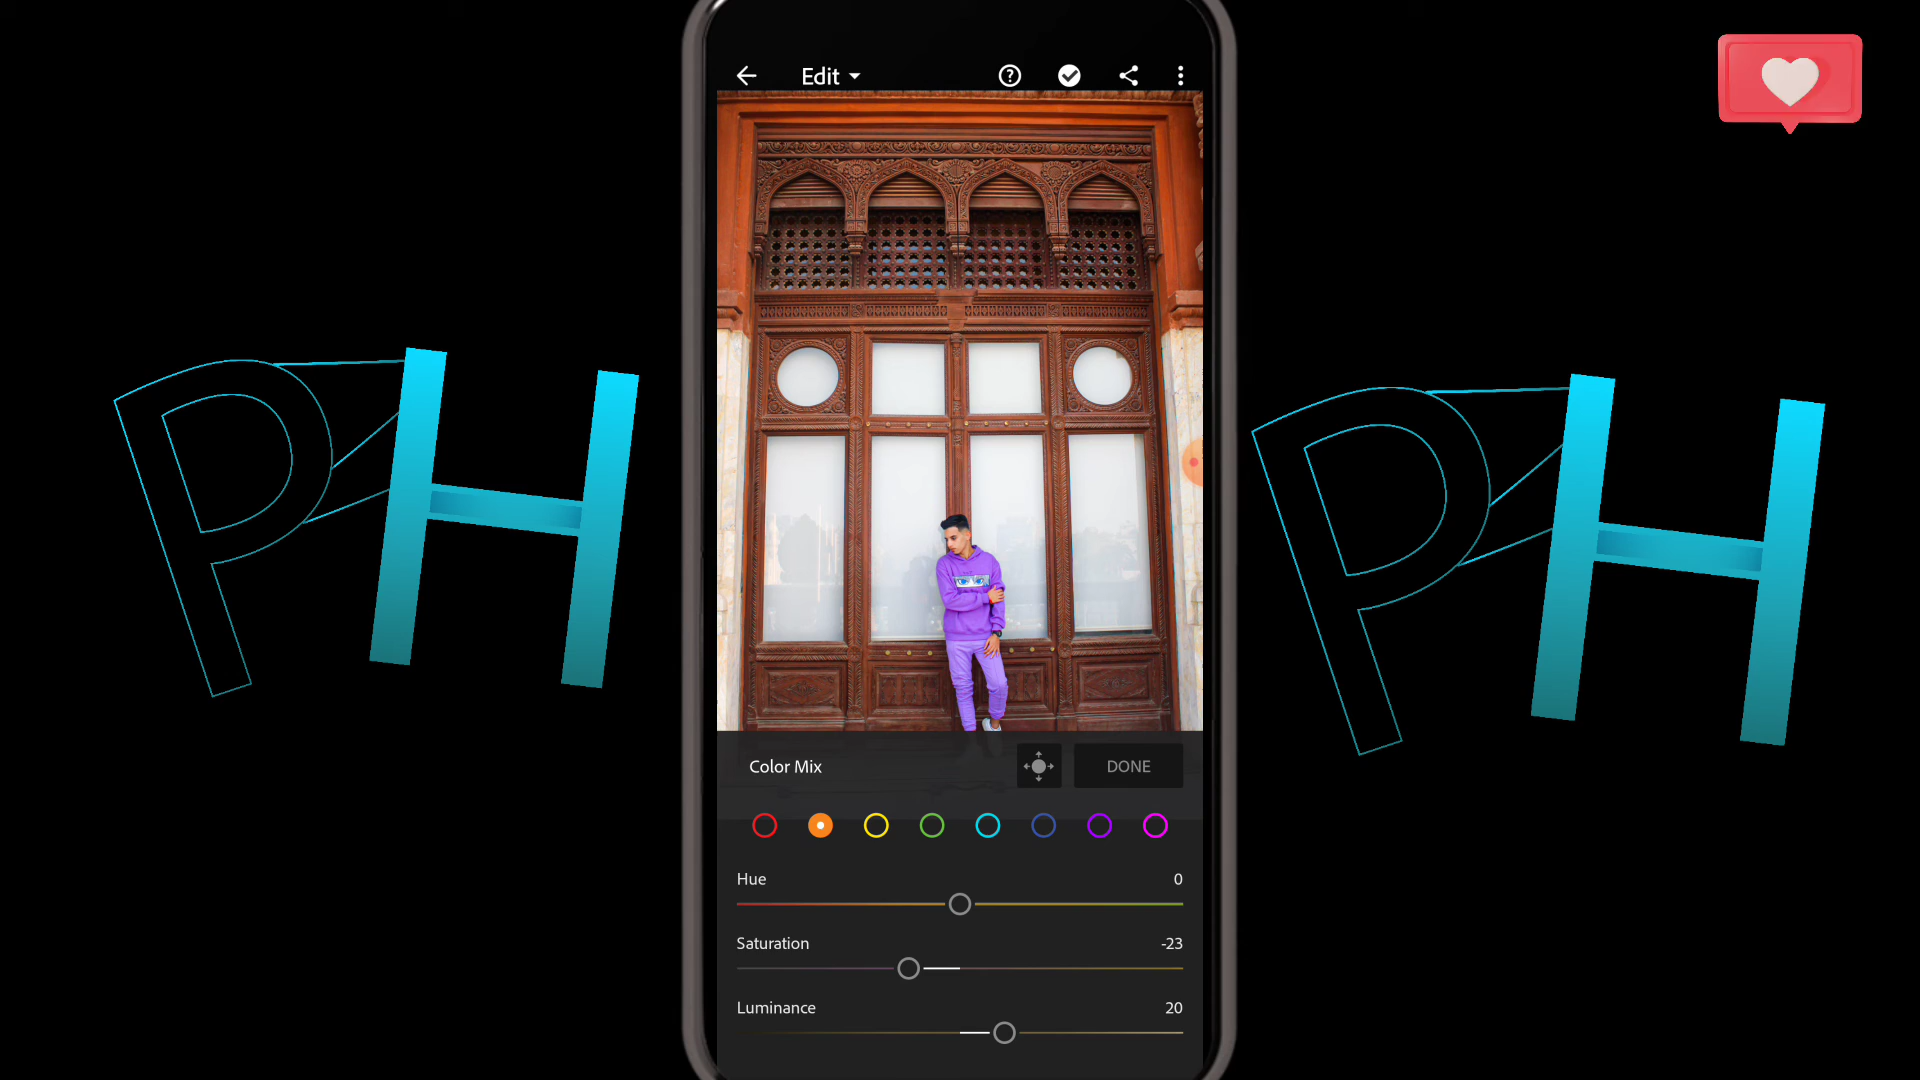 Edit
PH
PH
Color Mix
DONE
Hue 0
Saturation -23
Luminance 20